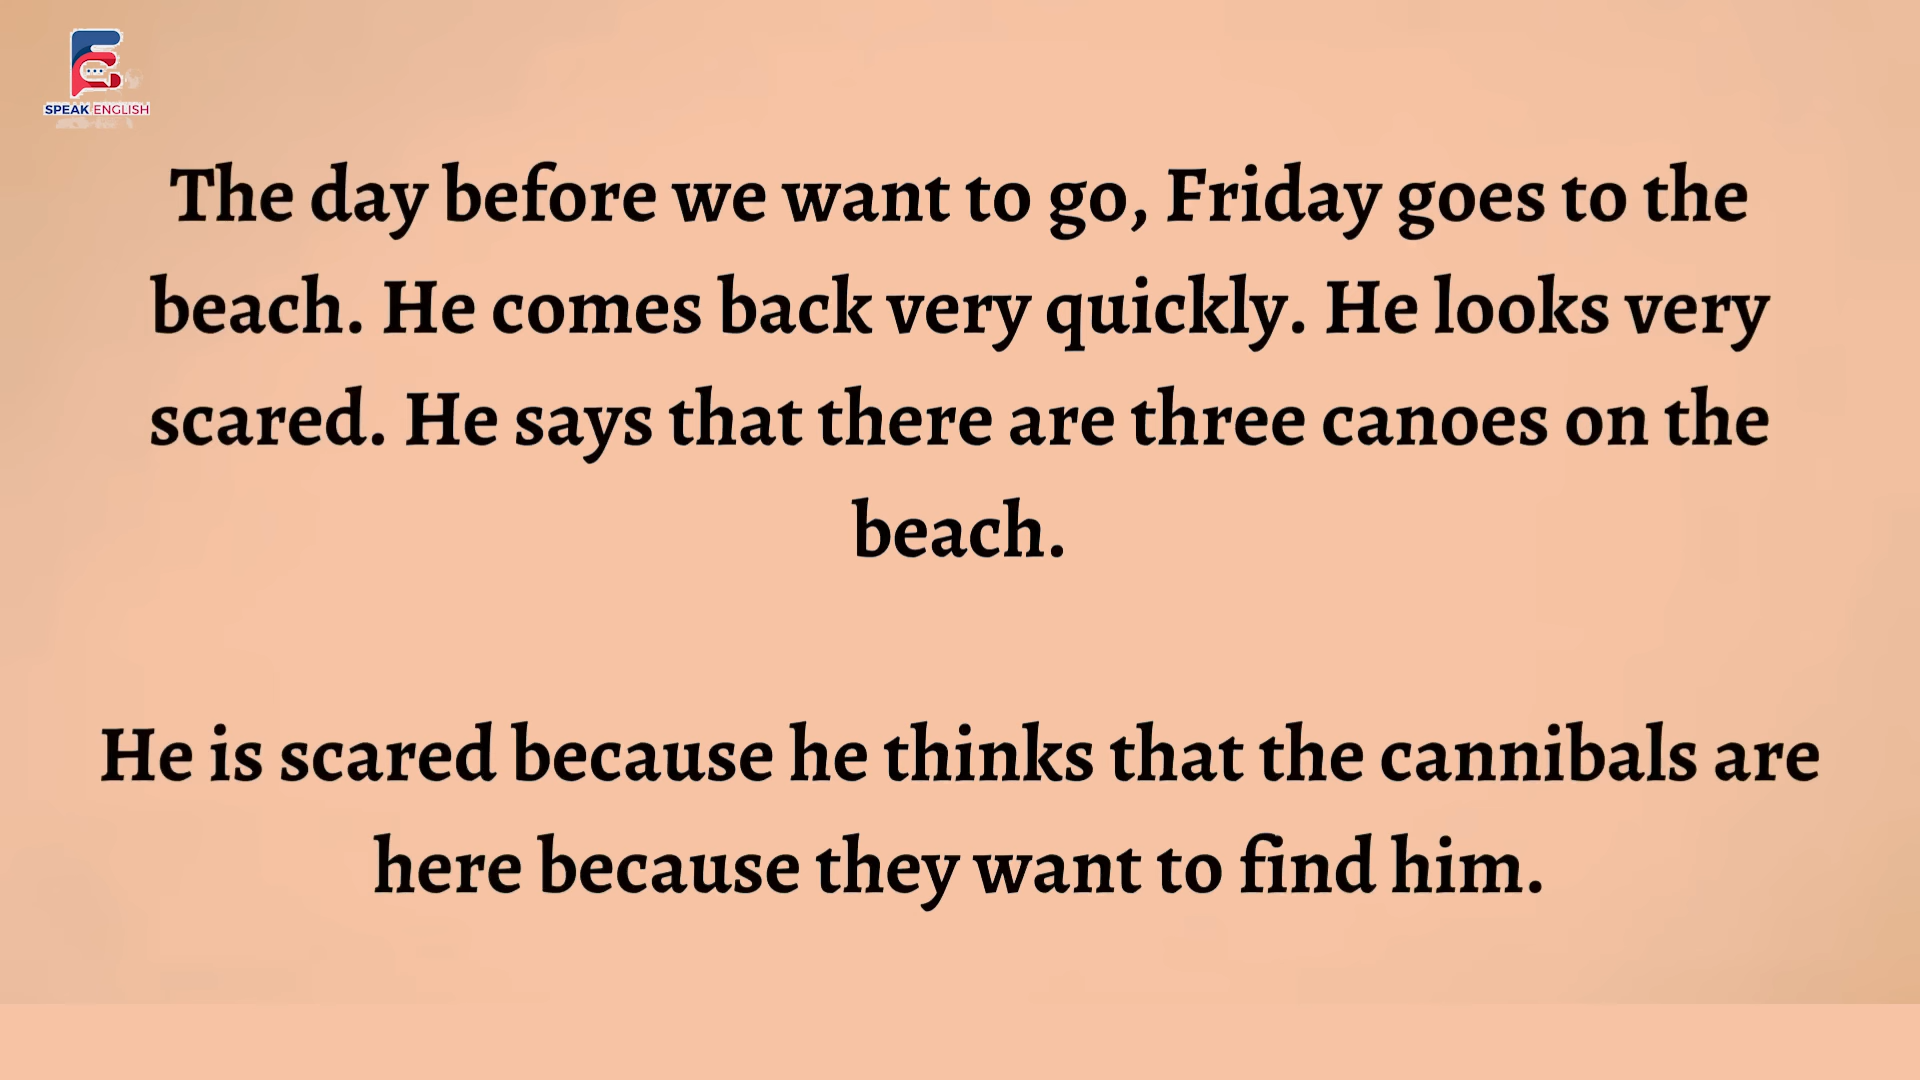 SPEAK ENGLISH
The day before we want to go, Friday goes to the
beach. He comes back very quickly. He looks very
scared. He says that there are three canoes on the
beach.
He is scared because he thinks that the cannibals are
here because they want to find him.